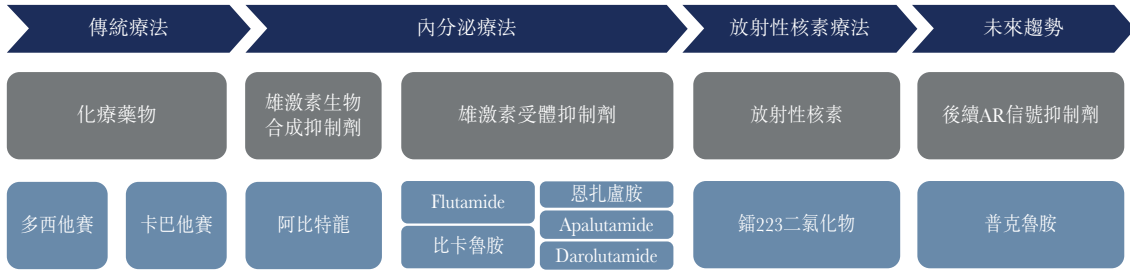 傳統療法
內分泌療法
放射性核素療法
未來趨勢
化療藥物
雄激素生物
合成抑制劑
雄激素受體抑制劑
放射性核素
後續AR信號抑制劑
多西他賽
卡巴他賽
阿比特龍
Flutamide
比卡魯胺
恩扎盧胺
Apalutamide
Darolutamide
鐳223二氧化物
普克魯胺